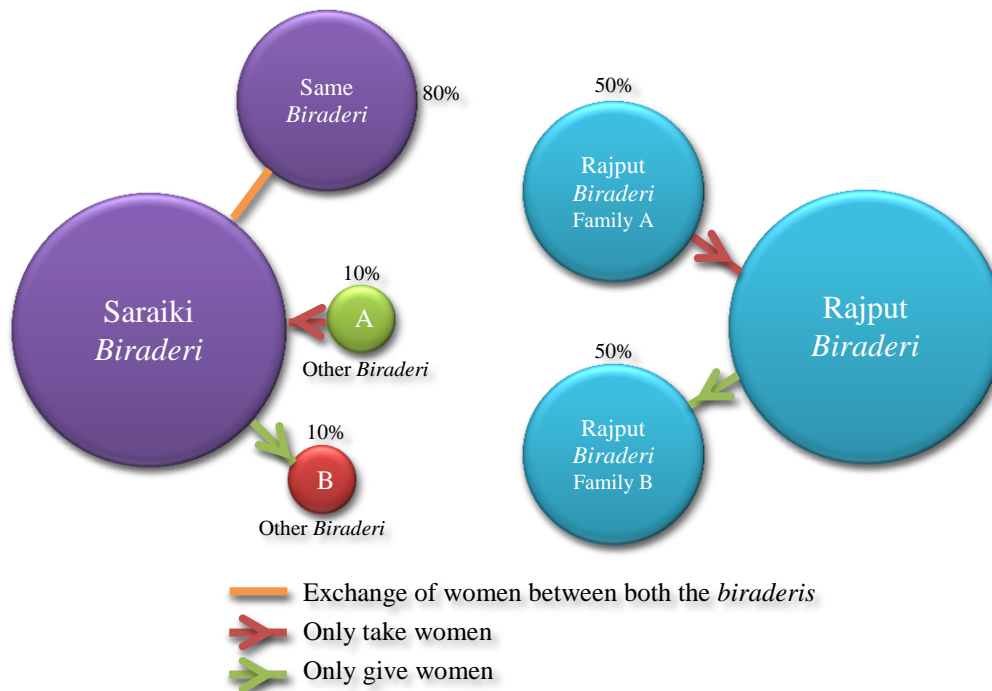 Same
Biraderi
80%
Saraiki
Biraderi
10%
A
Other Biraderi
10%
B
Other Biraderi
50%
Rajput
Biraderi
Family A
Rajput
Biraderi
50%
Rajput
Biraderi
Family B
Exchange of women between both the biraderis
Only take women
Only give women